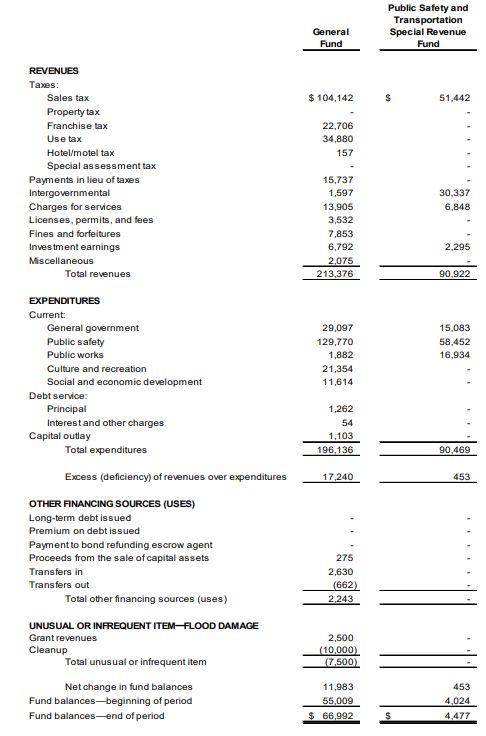 Public Safety and
Transportation
General Special Revenue
Fund Fund
REVENUES
Taxes:
Sales tax $ 104,142 $ 51,442
Property tax - -
Franchise tax 22,706 -
Use tax 34,880 -
Hotel/motel tax 157 -
Special assessment tax - -
Payments in lieu of taxes 15,737 -
Intergovernmental 1,597 30,337
Charges for services 13,905 6,848
Licenses, permits, and fees 3,532 -
Fines and forfeitures 7,853 -
Investment earnings 6,792 2,295
Miscellaneous 2,075 -
Total revenues 213,376 90,922
EXPENDITURES
Current:
General government 29,097 15,083
Public safety 129,770 58,452
Public works 1,882 16,934
Culture and recreation 21,354 -
Social and economic development 11,614 -
Debt service:
Principal 1,262 -
Interest and other charges 54 -
Capital outlay 1,103 -
Total expenditures 196,136 90,469
Excess (deficiency) of revenues over expenditures 17,240 453
OTHER FINANCING SOURCES (USES)
Long-term debt issued - -
Premium on debt issued - -
Payment to bond refunding escrow agent - -
Proceeds from the sale of capital assets 275 -
Transfers in 2,630 -
Transfers out (662) -
Total other financing sources (uses) 2,243 -
UNUSUAL OR INFREQUENT ITEM—FLOOD DAMAGE
Grant revenues 2,500 -
Cleanup (10,000) -
Total unusual or infrequent item (7,500) -
Net change in fund balances 11,983 453
Fund balances—beginning of period 55,009 4,024
Fund balances—end of period $ 66,992 $ 4,477